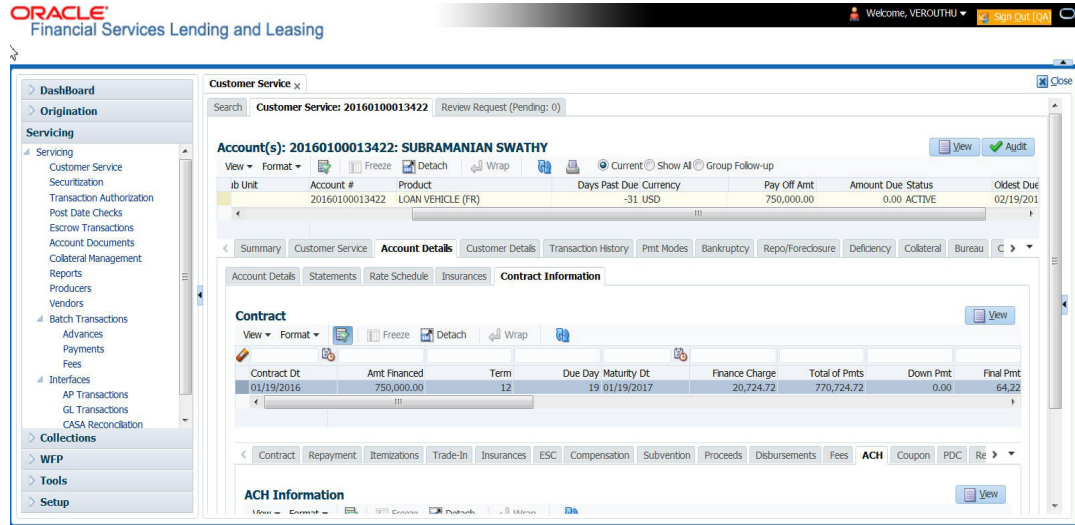 ORACLE
Financial Services Lending and Leasing
Welcome, VEROUTHU
Sign Out [QA]
Close
DashBoard
Origination
Servicing
Servicing
Customer Service
Securitization
Transaction Authorization
Post Date Checks
Escrow Transactions
Account Documents
Collateral Management
Reports
Producers
Vendors
Batch Transactions
Advances
Payments
Fees
Interfaces
AP Transactions
GL Transactions
CASA Reconciliation
Collections
WFP
Tools
Setup
Customer Service
Search Customer Service: 20160100013422 Review Request (Pending: 0)
Account(s): 20160100013422: SUBRAMANIAN SWATHY
View Audit
View Format Freeze Detach Wrap Current Show All Group Follow-up
ub Unit Account # Product Days Past Due Currency Pay Off Amt Amount Due Status Oldest Due
20160100013422 LOAN VEHICLE (FR) -31 USD 750,000.00 0.00 ACTIVE 02/19/201
Summary Customer Service Account Details Customer Details Transaction History Pmt Modes Bankruptcy Repo/Foreclosure Deficiency Collateral Bureau C
Account Details Statements Rate Schedule Insurances Contract Information
Contract
View
View Format Freeze Detach Wrap
Contract Dt Amt Financed Term Due Day Maturity Dt Finance Charge Total of Pmts Down Pmt Final Pmt
01/19/2016 750,000.00 12 19 01/19/2017 20,724.72 770,724.72 0.00 64,22
Contract Repayment Itemizations Trade-In Insurances ESC Compensation Subvention Proceeds Disbursements Fees ACH Coupon PDC Re
ACH Information
View
View Format Freeze Detach Wrap